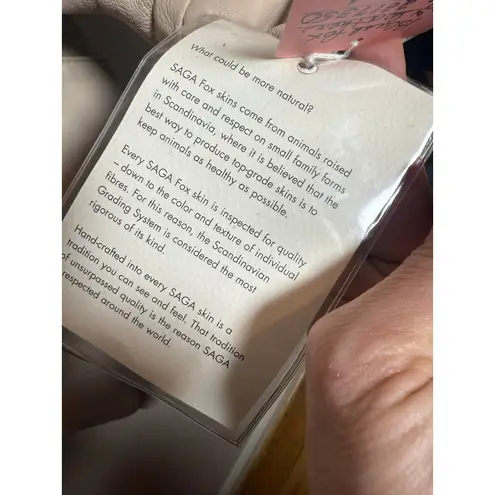 What could be more natural?
SAGA Fox skins come from animals raised
with care and respect on small family farms
in Scandinavia, where it is believed that the
best way to produce top-grade skins is to
keep animals as healthy as possible.
Every SAGA Fox skin is inspected for quality
– down to the color and texture of individual
fibres. For this reason, the Scandinavian
Grading System is considered the most
rigorous of its kind.
Handcrafted into every SAGA skin is a
tradition you can see and feel. That tradition
of unsurpassed quality is the reason SAGA
respected around the world.